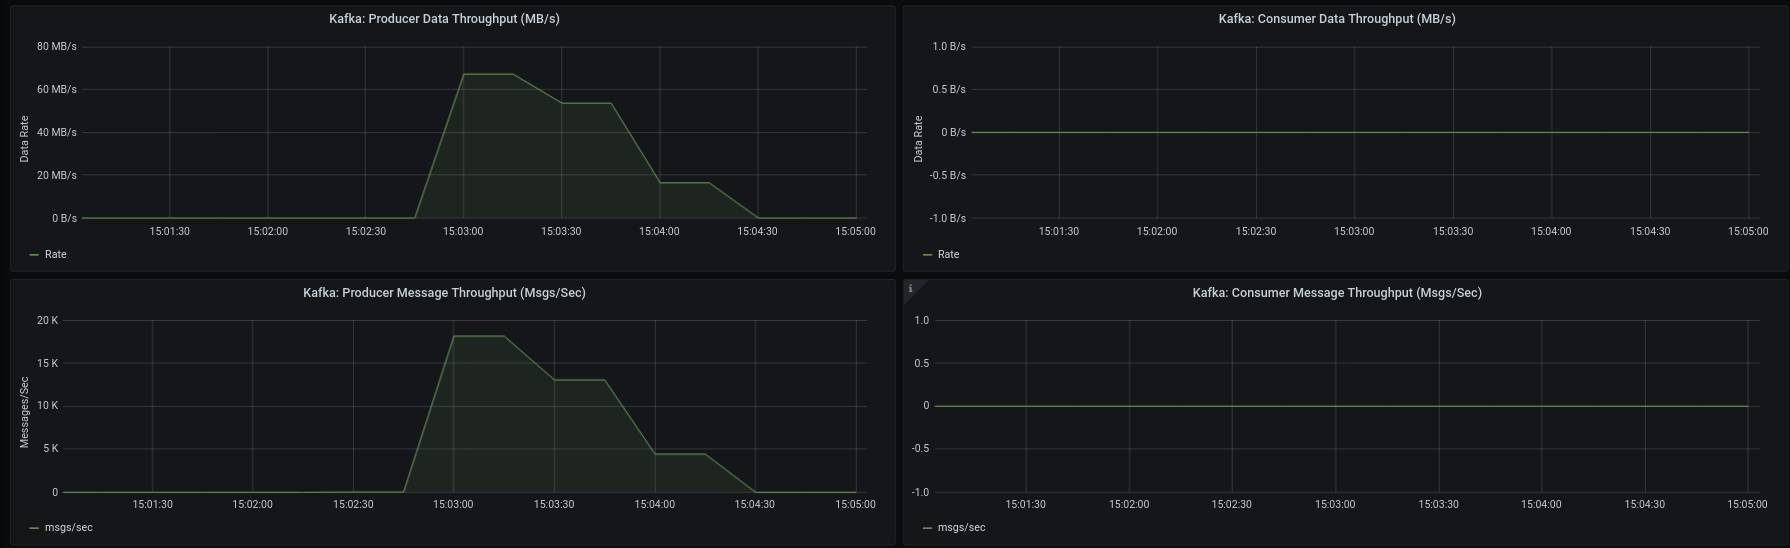 Kafka: Producer Data Throughput (MB/s)
80 MB/s
60 MB/s
40 MB/s
20 MB/s
0 B/s
Data Rate
15:01:30 15:02:00 15:02:30 15:03:00 15:03:30 15:04:00 15:04:30 15:05:00
Rate
Kafka: Consumer Data Throughput (MB/s)
1.0 B/s
0.5 B/s
0 B/s
-0.5 B/s
-1.0 B/s
Data Rate
15:01:30 15:02:00 15:02:30 15:03:00 15:03:30 15:04:00 15:04:30 15:05:00
Rate
Kafka: Producer Message Throughput (Msgs/Sec)
20 K
15 K
10 K
5 K
0
Messages/Sec
15:01:30 15:02:00 15:02:30 15:03:00 15:03:30 15:04:00 15:04:30 15:05:00
msgs/sec
i
Kafka: Consumer Message Throughput (Msgs/Sec)
1.0
0.5
0
-0.5
-1.0
15:01:30 15:02:00 15:02:30 15:03:00 15:03:30 15:04:00 15:04:30 15:05:00
msgs/sec